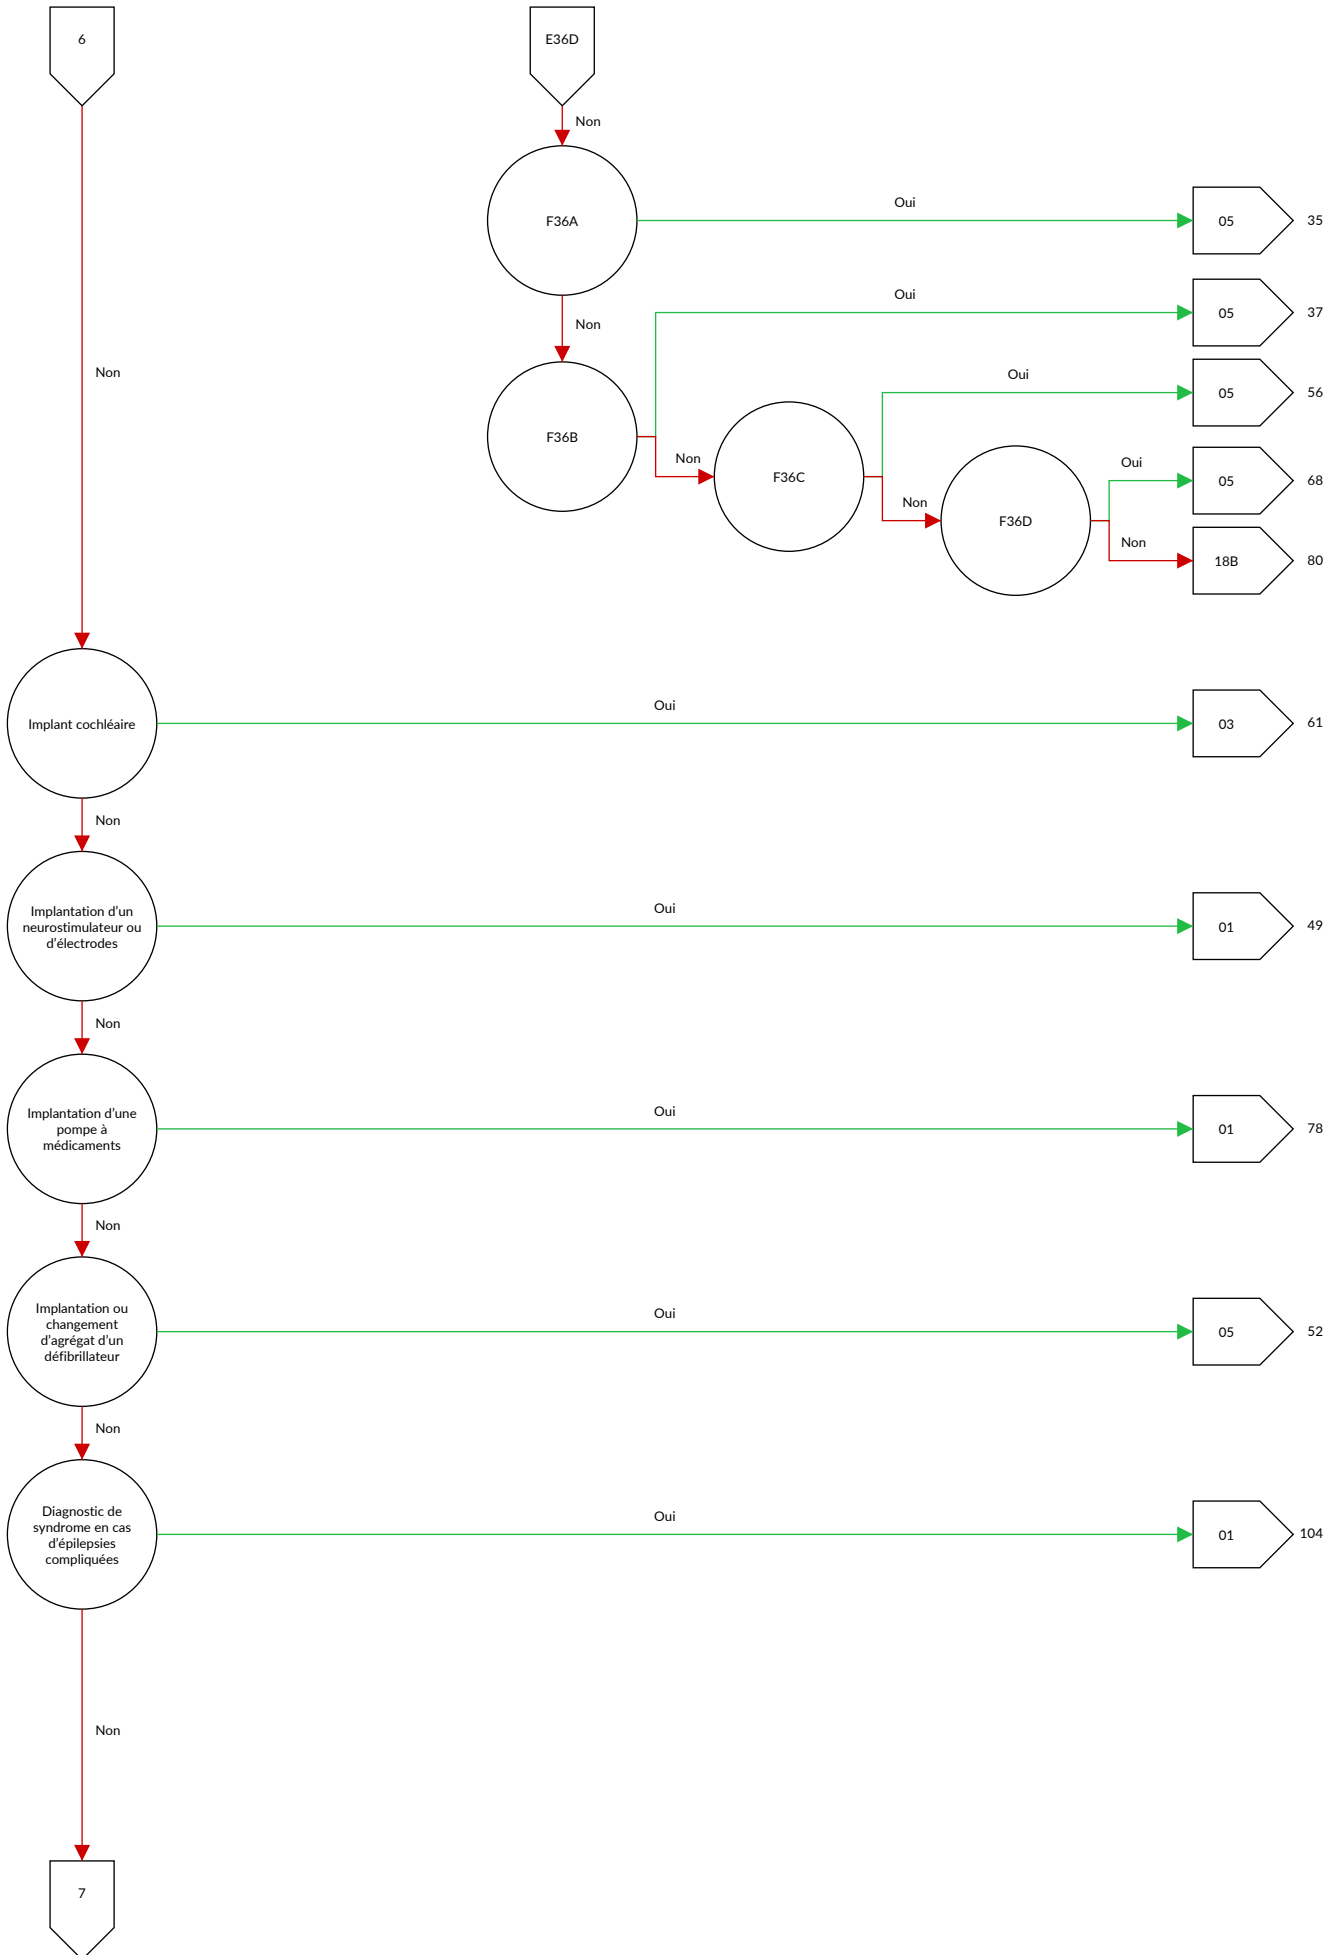 6
E36D
Non
F36A
Oui
05
35
Non
Oui
05
37
Non
Oui
05
56
F36B
Non
F36C
Oui
05
68
Non
F36D
Non
18B
80
Implant cochléaire
Oui
03
61
Non
Implantation d'un
neurostimulateur ou
d'électrodes
Oui
01
49
Non
Implantation d'une
pompe à
médicaments
Oui
01
78
Non
Implantation ou
changement
d'agrégat d'un
défibrillateur
Oui
05
52
Non
Diagnostic de
syndrome en cas
d'épilepsies
compliquées
Oui
01
104
Non
7